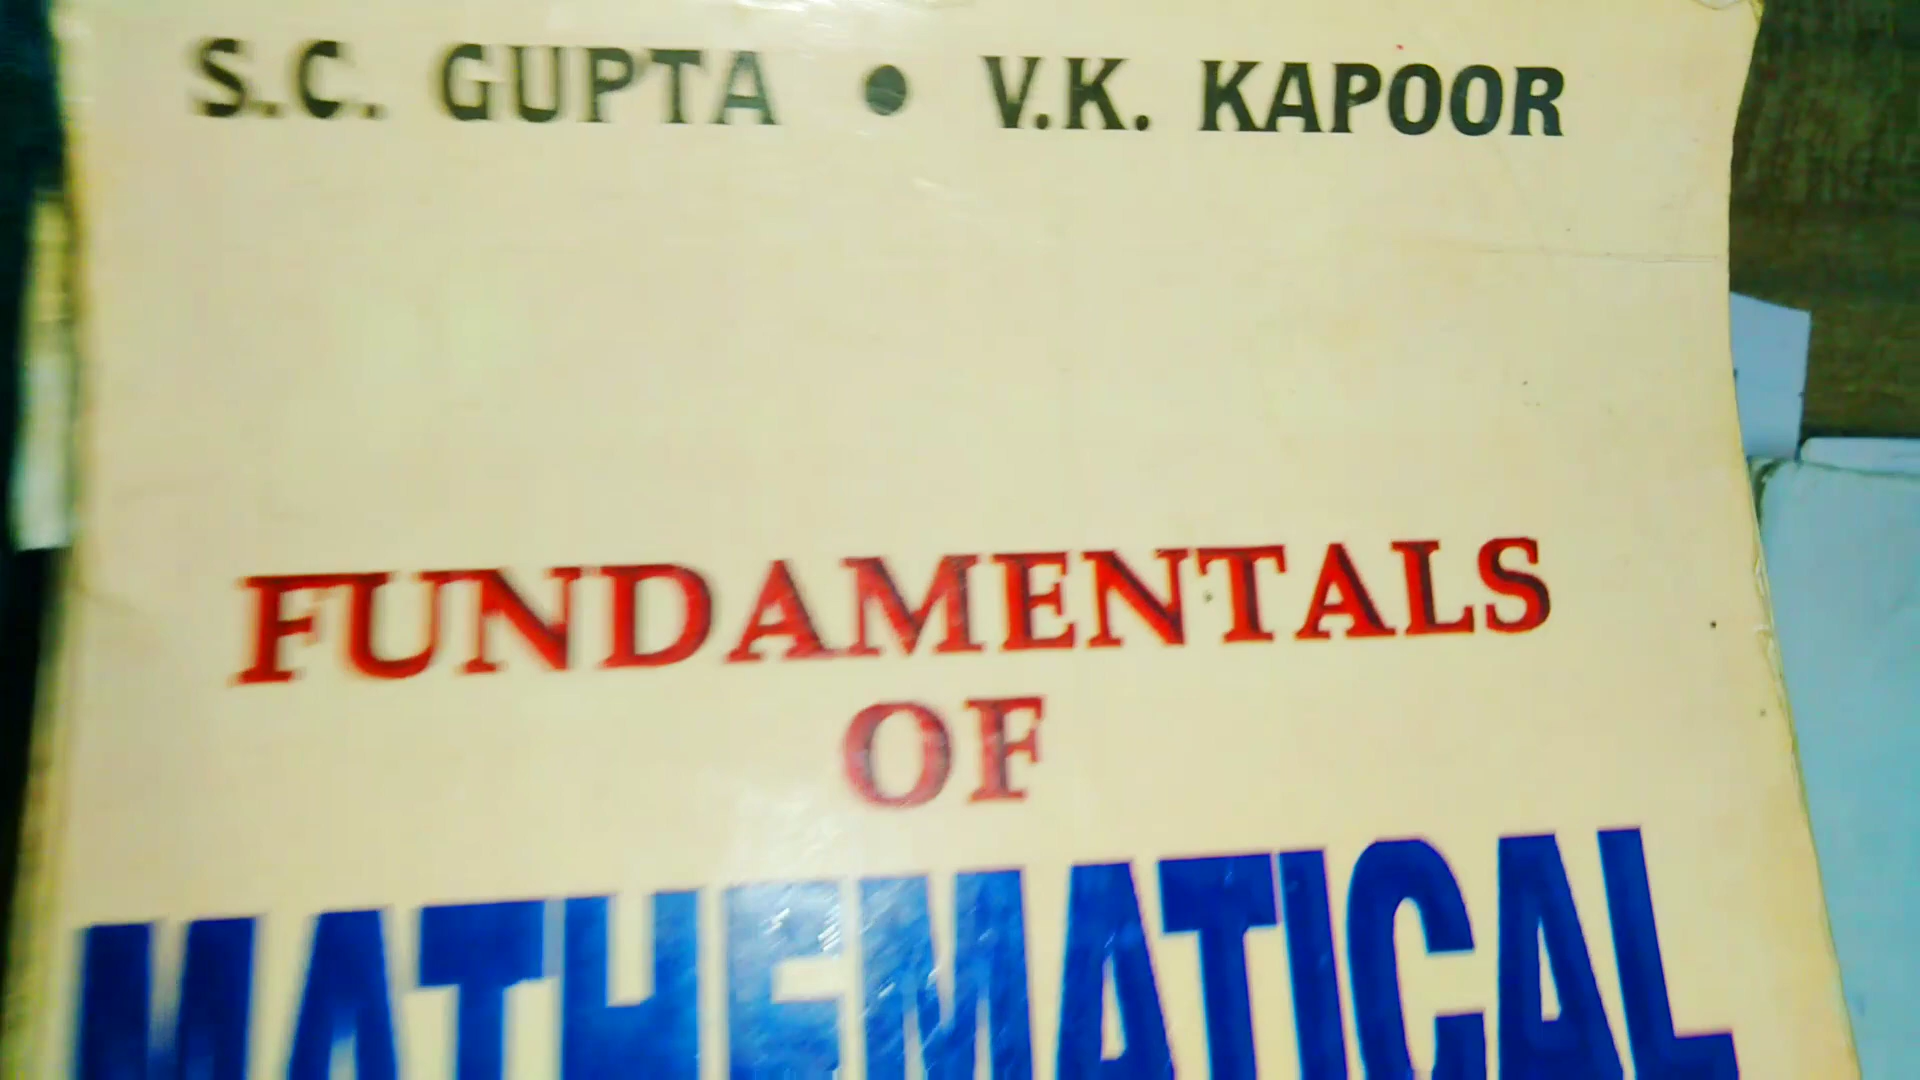 S.C. GUPTA • V.K. KAPOOR
FUNDAMENTALS
OF
MATHEMATICAL